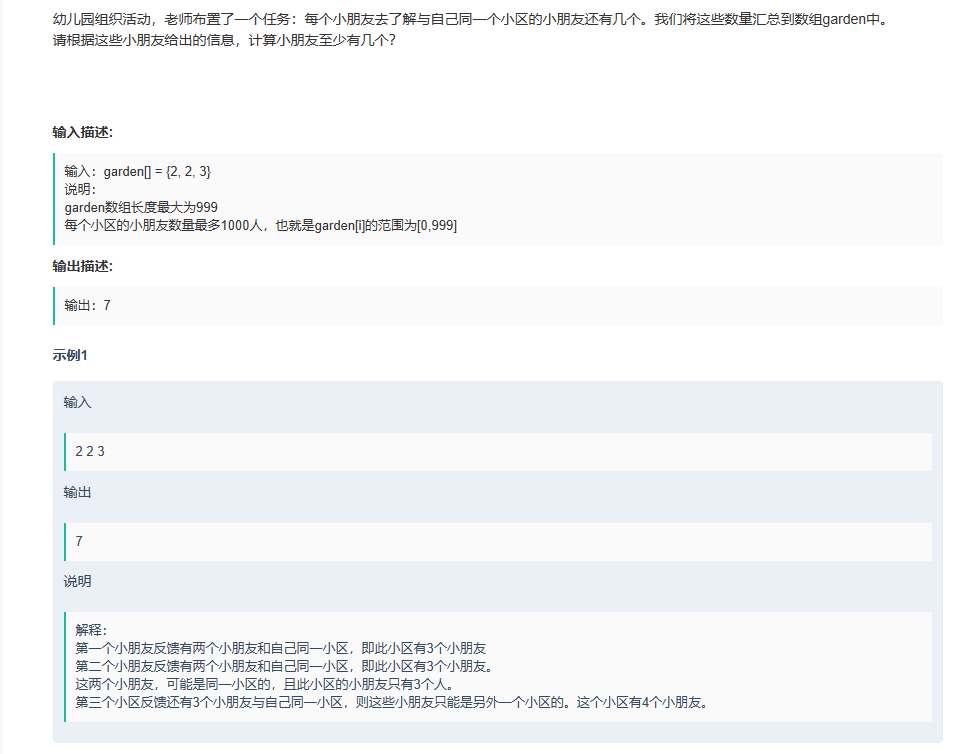 幼儿园组织活动，老师布置了一个任务：每个小朋友去了解与自己同一个小区的小朋友还有几个。我们将这些数量汇总到数组garden中。
请根据这些小朋友给出的信息，计算小朋友至少有几个？
输入描述:
输入：garden[] = {2, 2, 3}
说明：
garden数组长度最大为999
每个小区的小朋友数量最多1000人，也就是garden[i]的范围为[0,999]
输出描述:
输出：7
示例1
输入
2 2 3
输出
7
说明
解释：
第一个小朋友反馈有两个小朋友和自己同一小区，即此小区有3个小朋友
第二个小朋友反馈有两个小朋友和自己同一小区，即此小区有3个小朋友。
这两个小朋友，可能是同一小区的，且此小区的小朋友只有3个人。
第三个小区反馈还有3个小朋友与自己同一小区，则这些小朋友只能是另外一个小区的。这个小区有4个小朋友。